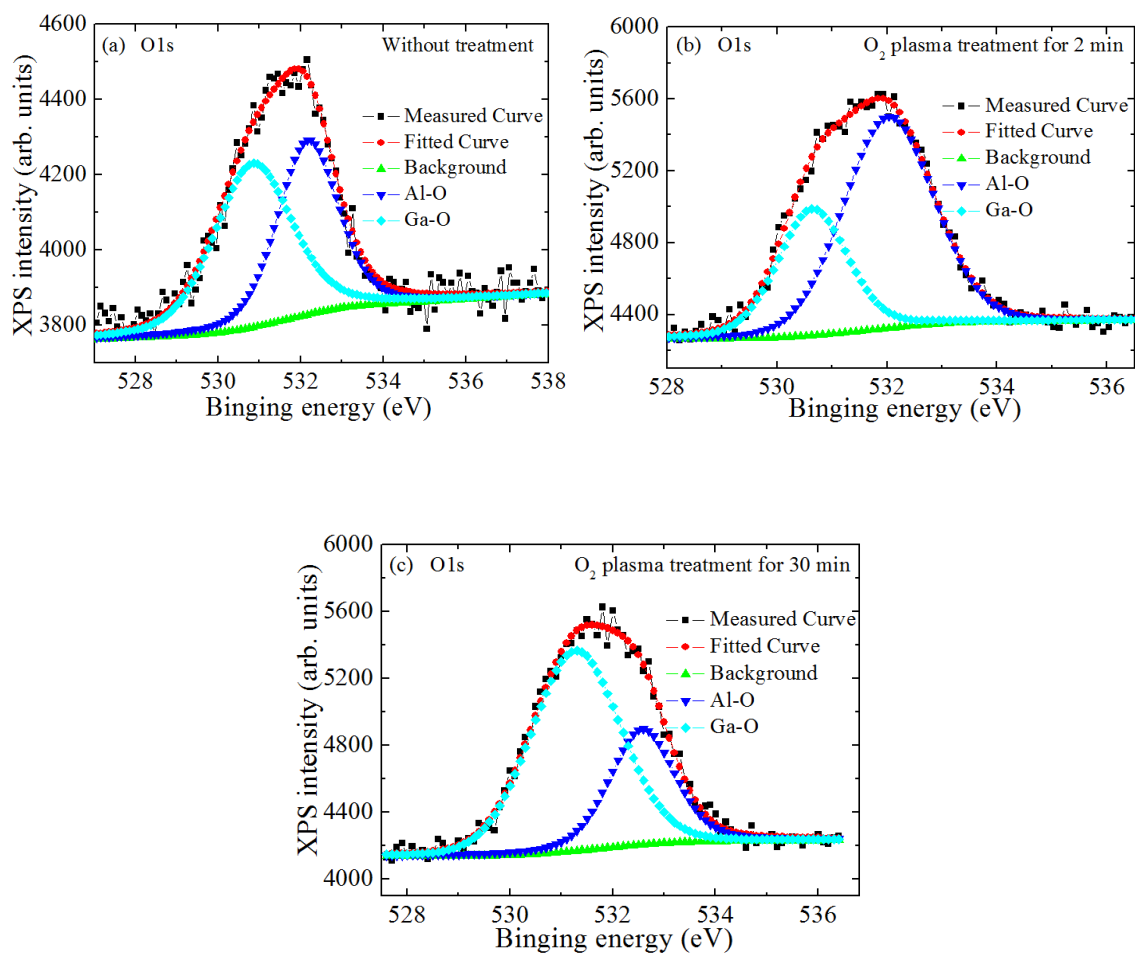 (a) O1s Without treatment
4600
4400
4200
4000
3800
XPS intensity (arb. units)
Measured Curve
Fitted Curve
Background
Al-O
Ga-O
528 530 532 534 536 538
Binging energy (eV)
(b) O1s O2 plasma treatment for 2 min
6000
5600
5200
4800
4400
XPS intensity (arb. units)
Measured Curve
Fitted Curve
Background
Al-O
Ga-O
528 530 532 534 536
Binging energy (eV)
(c) O1s O2 plasma treatment for 30 min
6000
5600
5200
4800
4400
4000
XPS intensity (arb. units)
Measured Curve
Fitted Curve
Background
Al-O
Ga-O
528 530 532 534 536
Binging energy (eV)